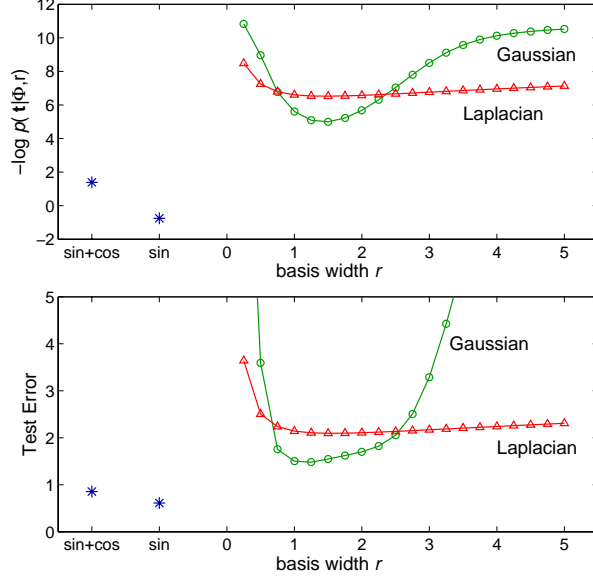 12
10
8
6
4
2
0
−2
−log p( t|Φ,r)
Gaussian
Laplacian
sin+cos sin 0 1 2 3 4 5
basis width r
5
4
3
2
1
0
Test Error
Gaussian
Laplacian
sin+cos sin 0 1 2 3 4 5
basis width r